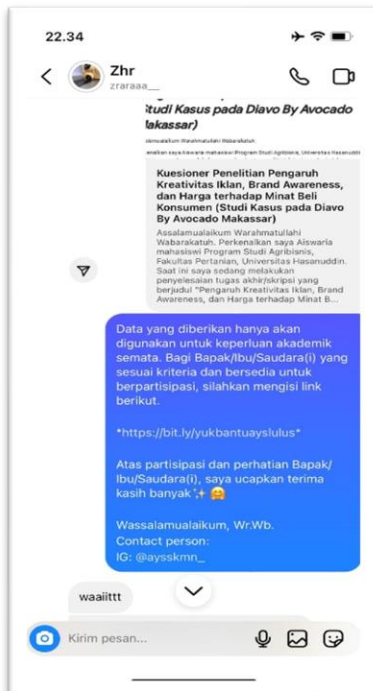 22.34
Zhr
zraraaa__
Studi Kasus pada Diavo By Avocado
Makassar)
Kuesioner Penelitian Pengaruh
Kreativitas Iklan, Brand Awareness,
dan Harga terhadap Minat Beli
Konsumen (Studi Kasus pada Diavo
By Avocado Makassar)
Assalamualaikum Warahmatullahi
Wabarakatuh. Perkenalkan saya Aiswaria
mahasiswi Program Studi Agribisnis,
Fakultas Pertanian, Universitas Hasanuddin.
Saat ini saya sedang melakukan
penyelesaian tugas akhir/skripsi yang
berjudul "Pengaruh Kreativitas Iklan, Brand
Awareness, dan Harga terhadap Minat B...
Data yang diberikan hanya akan
digunakan untuk keperluan akademik
semata. Bagi Bapak/Ibu/Saudara(i) yang
sesuai kriteria dan bersedia untuk
berpartisipasi, silahkan mengisi link
berikut.
*https://bit.ly/yukbantuayslulus*
Atas partisipasi dan perhatian Bapak/
Ibu/Saudara(i), saya ucapkan terima
kasih banyak ✨ 🤗
Wassalamualaikum, Wr.Wb.
Contact person:
IG: @aysskmn_
waaiittt
Kirim pesan...